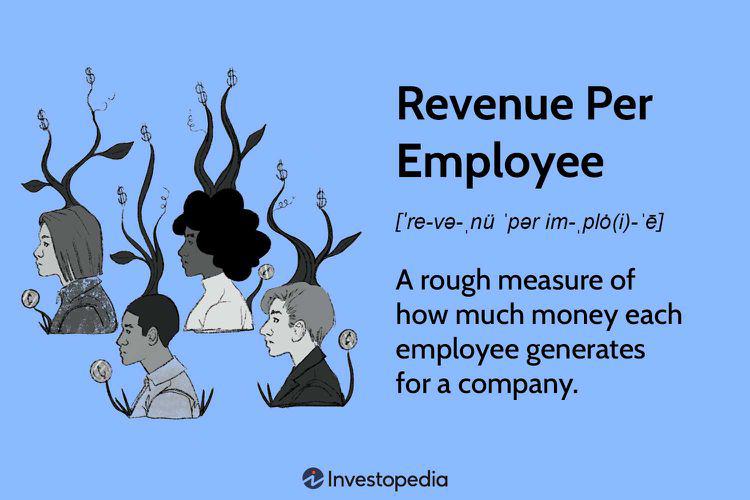 Revenue Per
Employee
['re-və-ˌnü ˈpər im-ˌplȯ(i)-ˈē]
A rough measure of
how much money each
employee generates
for a company.
Investopedia